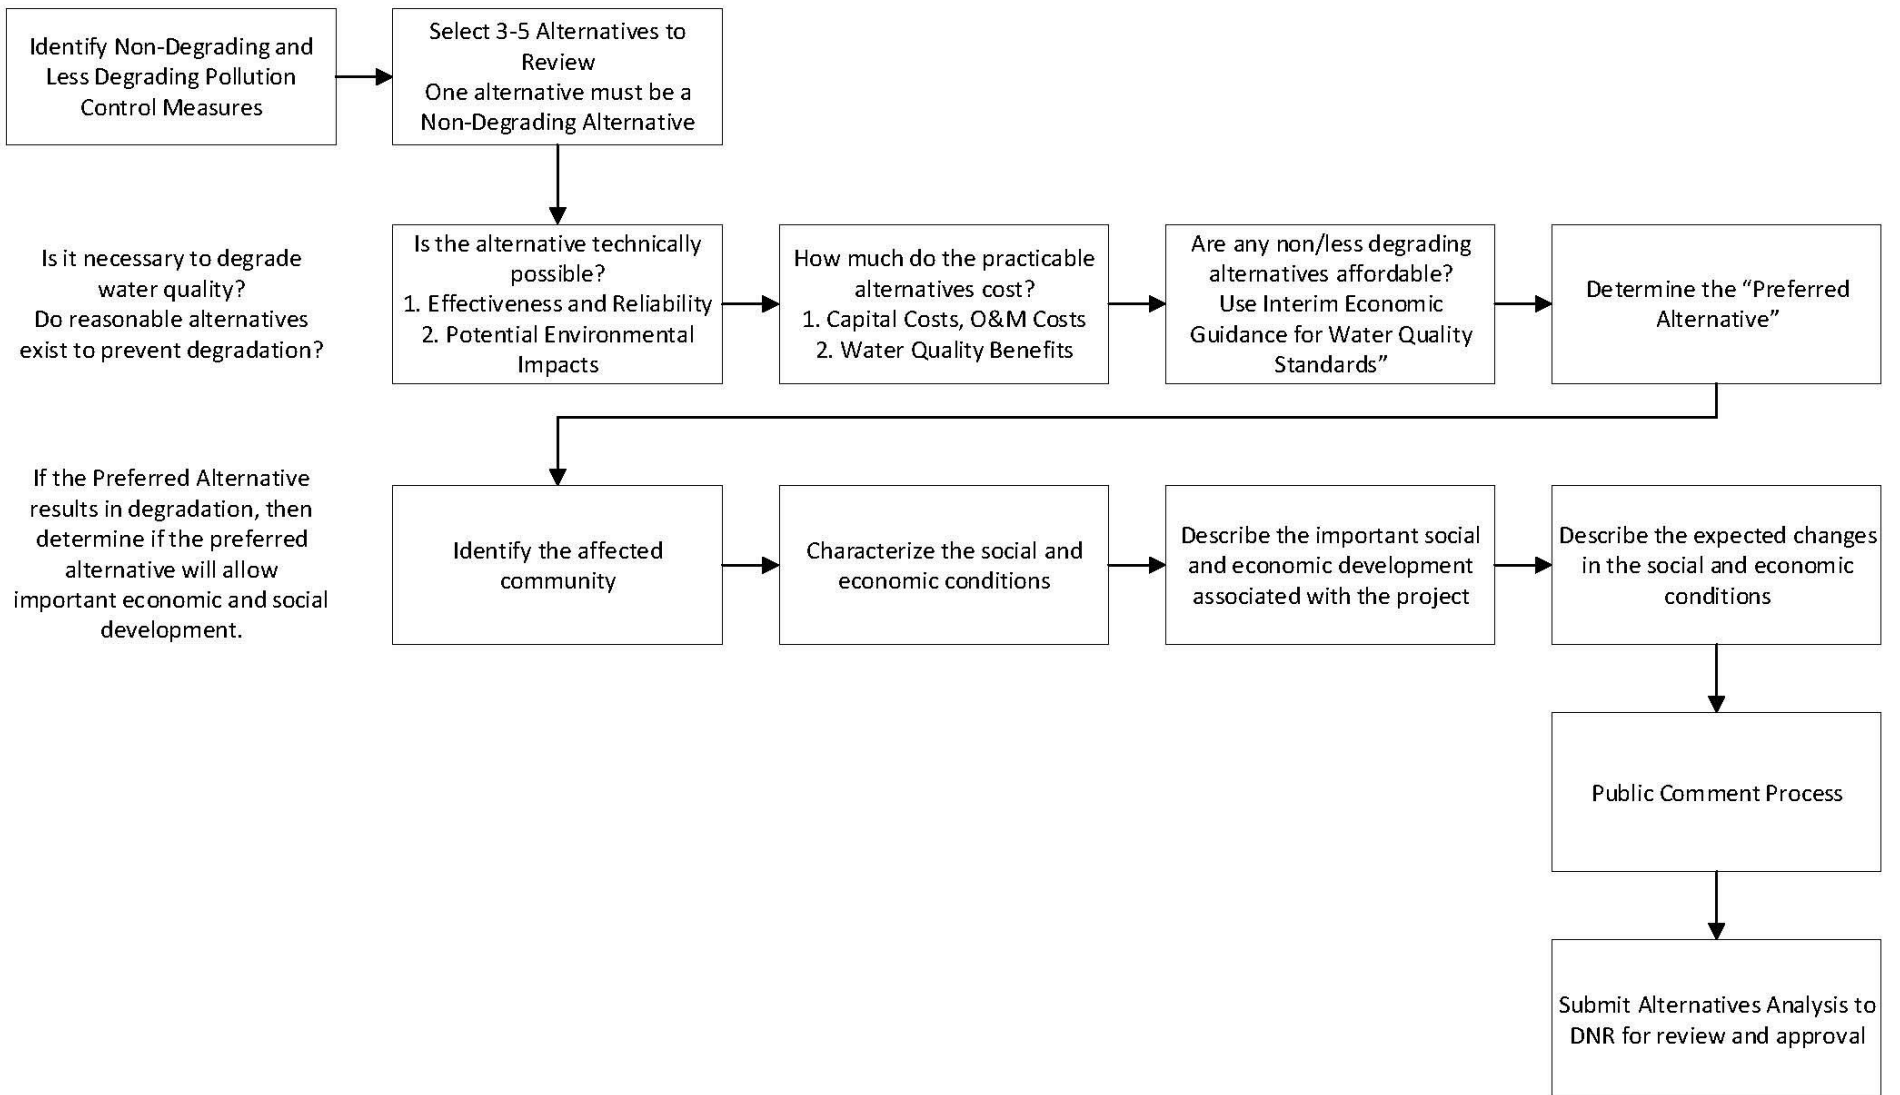 Identify Non-Degrading and
Less Degrading Pollution
Control Measures
Select 3-5 Alternatives to
Review
One alternative must be a
Non-Degrading Alternative
Is it necessary to degrade
water quality?
Do reasonable alternatives
exist to prevent degradation?
Is the alternative technically
possible?
1. Effectiveness and Reliability
2. Potential Environmental
Impacts
How much do the practicable
alternatives cost?
1. Capital Costs, O&M Costs
2. Water Quality Benefits
Are any non/less degrading
alternatives affordable?
Use Interim Economic
Guidance for Water Quality
Standards”
Determine the “Preferred
Alternative”
If the Preferred Alternative
results in degradation, then
determine if the preferred
alternative will allow
important economic and social
development.
Identify the affected
community
Characterize the social and
economic conditions
Describe the important social
and economic development
associated with the project
Describe the expected changes
in the social and economic
conditions
Public Comment Process
Submit Alternatives Analysis to
DNR for review and approval